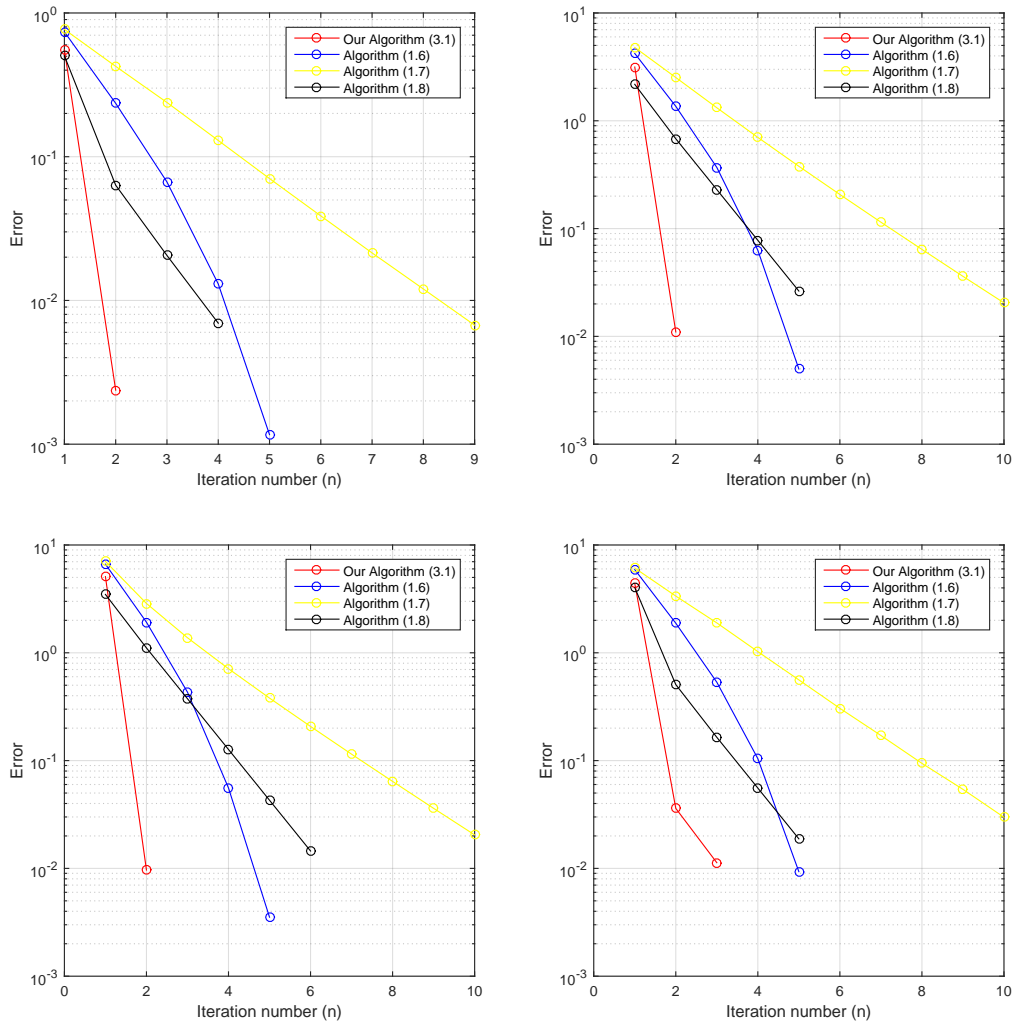 10^0
10^-1
10^-2
10^-3
Error
1 2 3 4 5 6 7 8 9
Iteration number (n)
Our Algorithm (3.1)
Algorithm (1.6)
Algorithm (1.7)
Algorithm (1.8)
10^1
10^0
10^-1
10^-2
10^-3
Error
0 2 4 6 8 10
Iteration number (n)
Our Algorithm (3.1)
Algorithm (1.6)
Algorithm (1.7)
Algorithm (1.8)
10^1
10^0
10^-1
10^-2
10^-3
Error
0 2 4 6 8 10
Iteration number (n)
Our Algorithm (3.1)
Algorithm (1.6)
Algorithm (1.7)
Algorithm (1.8)
10^1
10^0
10^-1
10^-2
10^-3
Error
0 2 4 6 8 10
Iteration number (n)
Our Algorithm (3.1)
Algorithm (1.6)
Algorithm (1.7)
Algorithm (1.8)